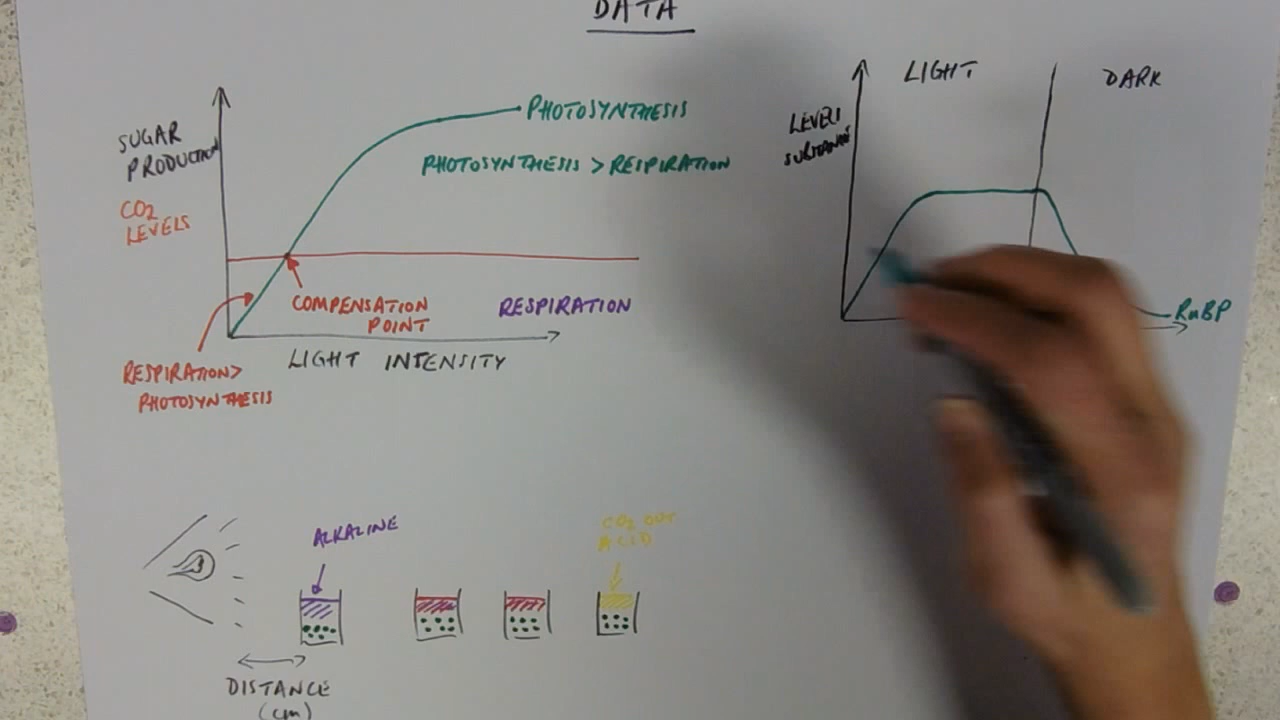 DATA
SUGAR
PRODUCTION
CO2
LEVELS
PHOTOSYNTHESIS
PHOTOSYNTHESIS > RESPIRATION
COMPENSATION
POINT
RESPIRATION
LIGHT INTENSITY
RESPIRATION>
PHOTOSYNTHESIS
LIGHT
DARK
RuBP
ALKALINE
CO2 OUT
ACID
DISTANCE
(cm)